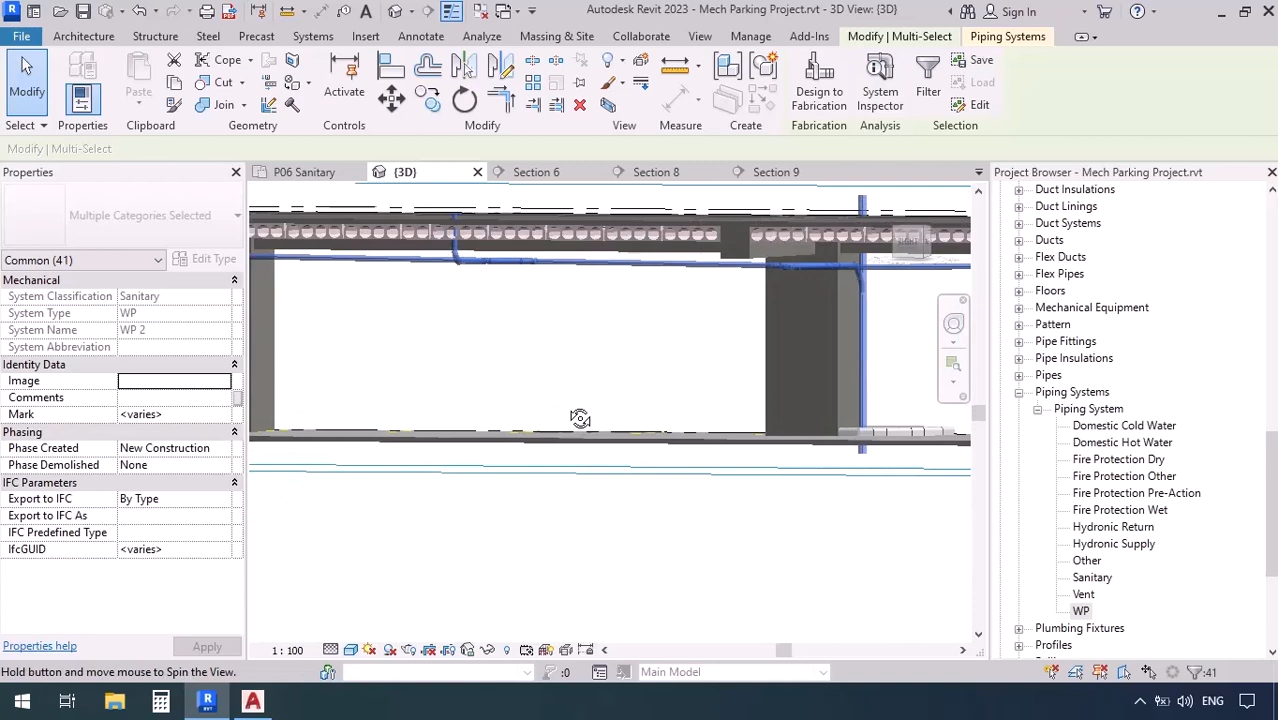 Autodesk Revit 2023 - Mech Parking Project.rvt - 3D View: {3D}
Sign In
File Architecture Structure Steel Precast Systems Insert Annotate Analyze Massing & Site Collaborate View Manage Add-Ins Modify | Multi-Select Piping Systems
Modify
Paste
Cope
Cut
Join
Activate
Design to Fabrication
System Inspector
Filter
Save
Load
Edit
Select Properties Clipboard Geometry Controls Modify View Measure Create Fabrication Analysis Selection
Modify | Multi-Select
Properties
P06 Sanitary {3D} Section 6 Section 8 Section 9
Project Browser - Mech Parking Project.rvt
Multiple Categories Selected
Common (41) Edit Type
Mechanical
System Classification Sanitary
System Type WP
System Name WP 2
System Abbreviation
Identity Data
Image
Comments
Mark <varies>
Phasing
Phase Created New Construction
Phase Demolished None
IFC Parameters
Export to IFC By Type
Export to IFC As
IFC Predefined Type
IfcGUID <varies>
Properties help Apply
Duct Insulations
Duct Linings
Duct Systems
Ducts
Flex Ducts
Flex Pipes
Floors
Mechanical Equipment
Pattern
Pipe Fittings
Pipe Insulations
Pipes
Piping Systems
Piping System
Domestic Cold Water
Domestic Hot Water
Fire Protection Dry
Fire Protection Other
Fire Protection Pre-Action
Fire Protection Wet
Hydronic Return
Hydronic Supply
Other
Sanitary
Vent
WP
Plumbing Fixtures
Profiles
1 : 100
Hold button and move mouse to Spin the View.
:0 Main Model :41
ENG